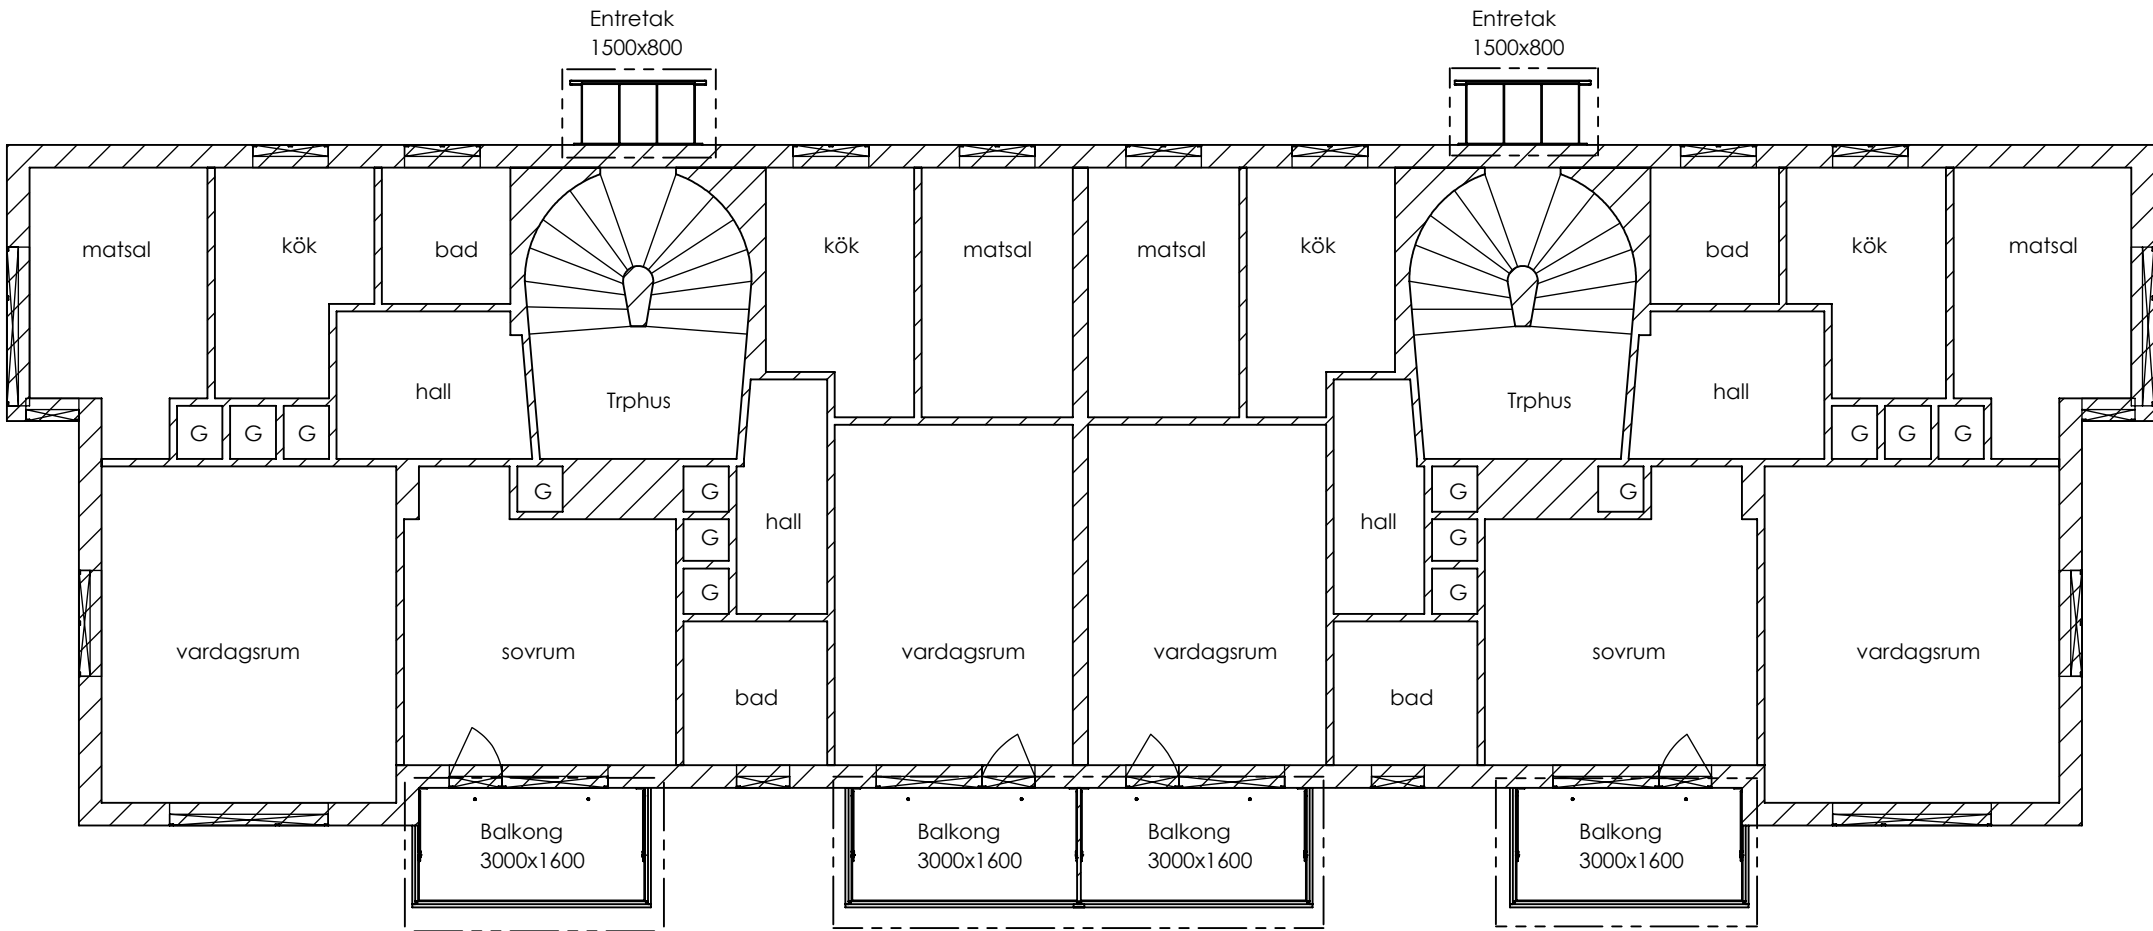 Entretak
1500x800
Entretak
1500x800
matsal
kök
bad
kök
matsal
matsal
kök
bad
kök
matsal
hall
Trphus
Trphus
hall
G
G
G
G
G
G
G
G
G
G
G
hall
hall
G
G
G
G
G
vardagsrum
sovrum
vardagsrum
vardagsrum
sovrum
vardagsrum
bad
bad
Balkong
3000x1600
Balkong
3000x1600
Balkong
3000x1600
Balkong
3000x1600